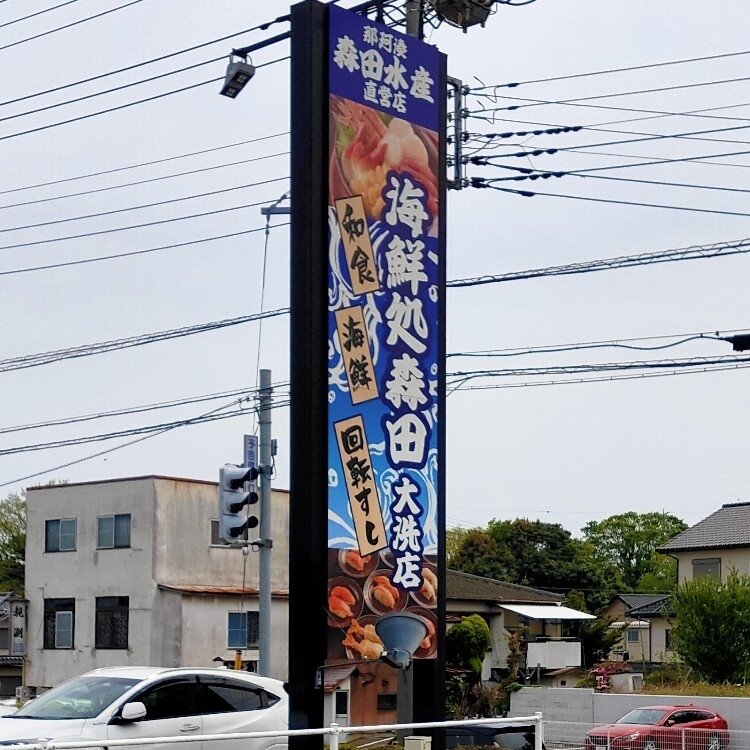 那珂湊
森田水産
直営店
海鮮処森田 大洗店
和食
海鮮
回転すし